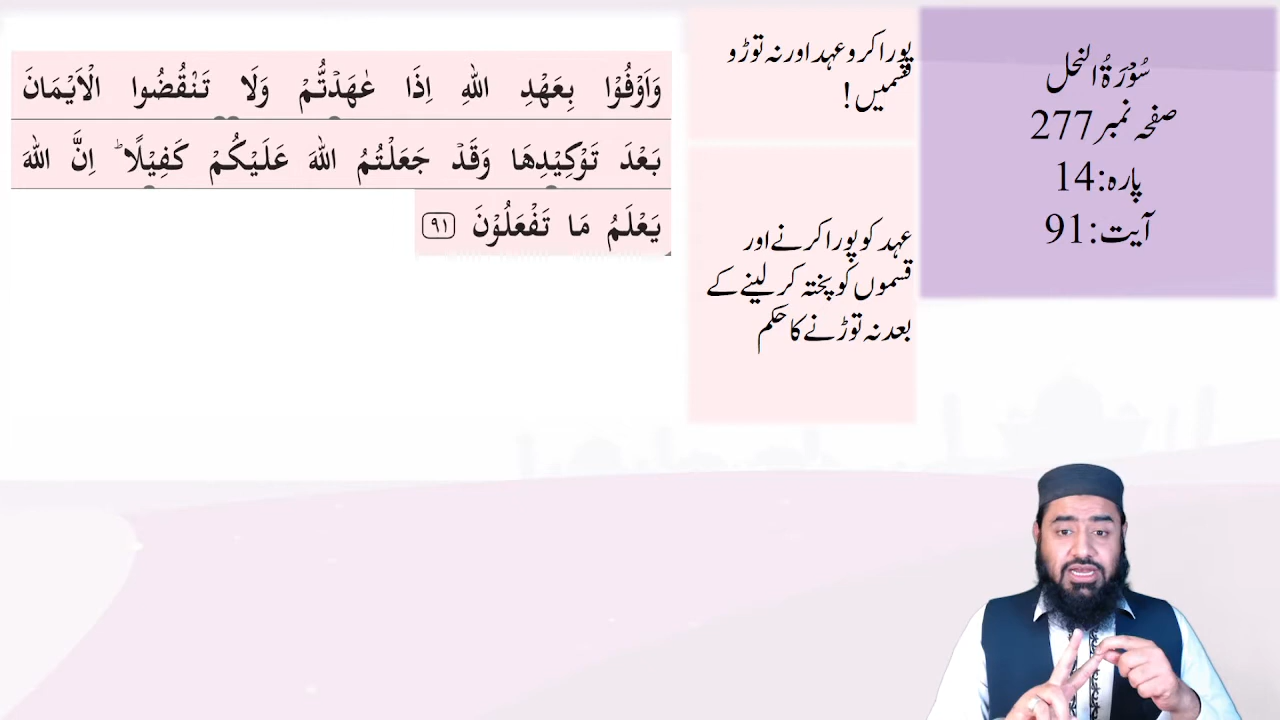 سُوْرَةُ النحل
صفحہ نمبر 277
پارہ:14
آیت:91
پورا کرو عہد اور نہ توڑو
قسمیں!
عہد کو پورا کرنے اور
قسموں کو پختہ کر لینے کے
بعد نہ توڑنے کا حکم
وَاَوْفُوْا بِعَهْدِ اللّٰهِ اِذَا عٰهَدْتُّمْ وَلَا تَنْقُضُوا الْاَيْمَانَ
بَعْدَ تَوْكِيْدِهَا وَقَدْ جَعَلْتُمُ اللّٰهَ عَلَيْكُمْ كَفِيْلًا ؕ اِنَّ اللّٰهَ
يَعْلَمُ مَا تَفْعَلُوْنَ ٩١